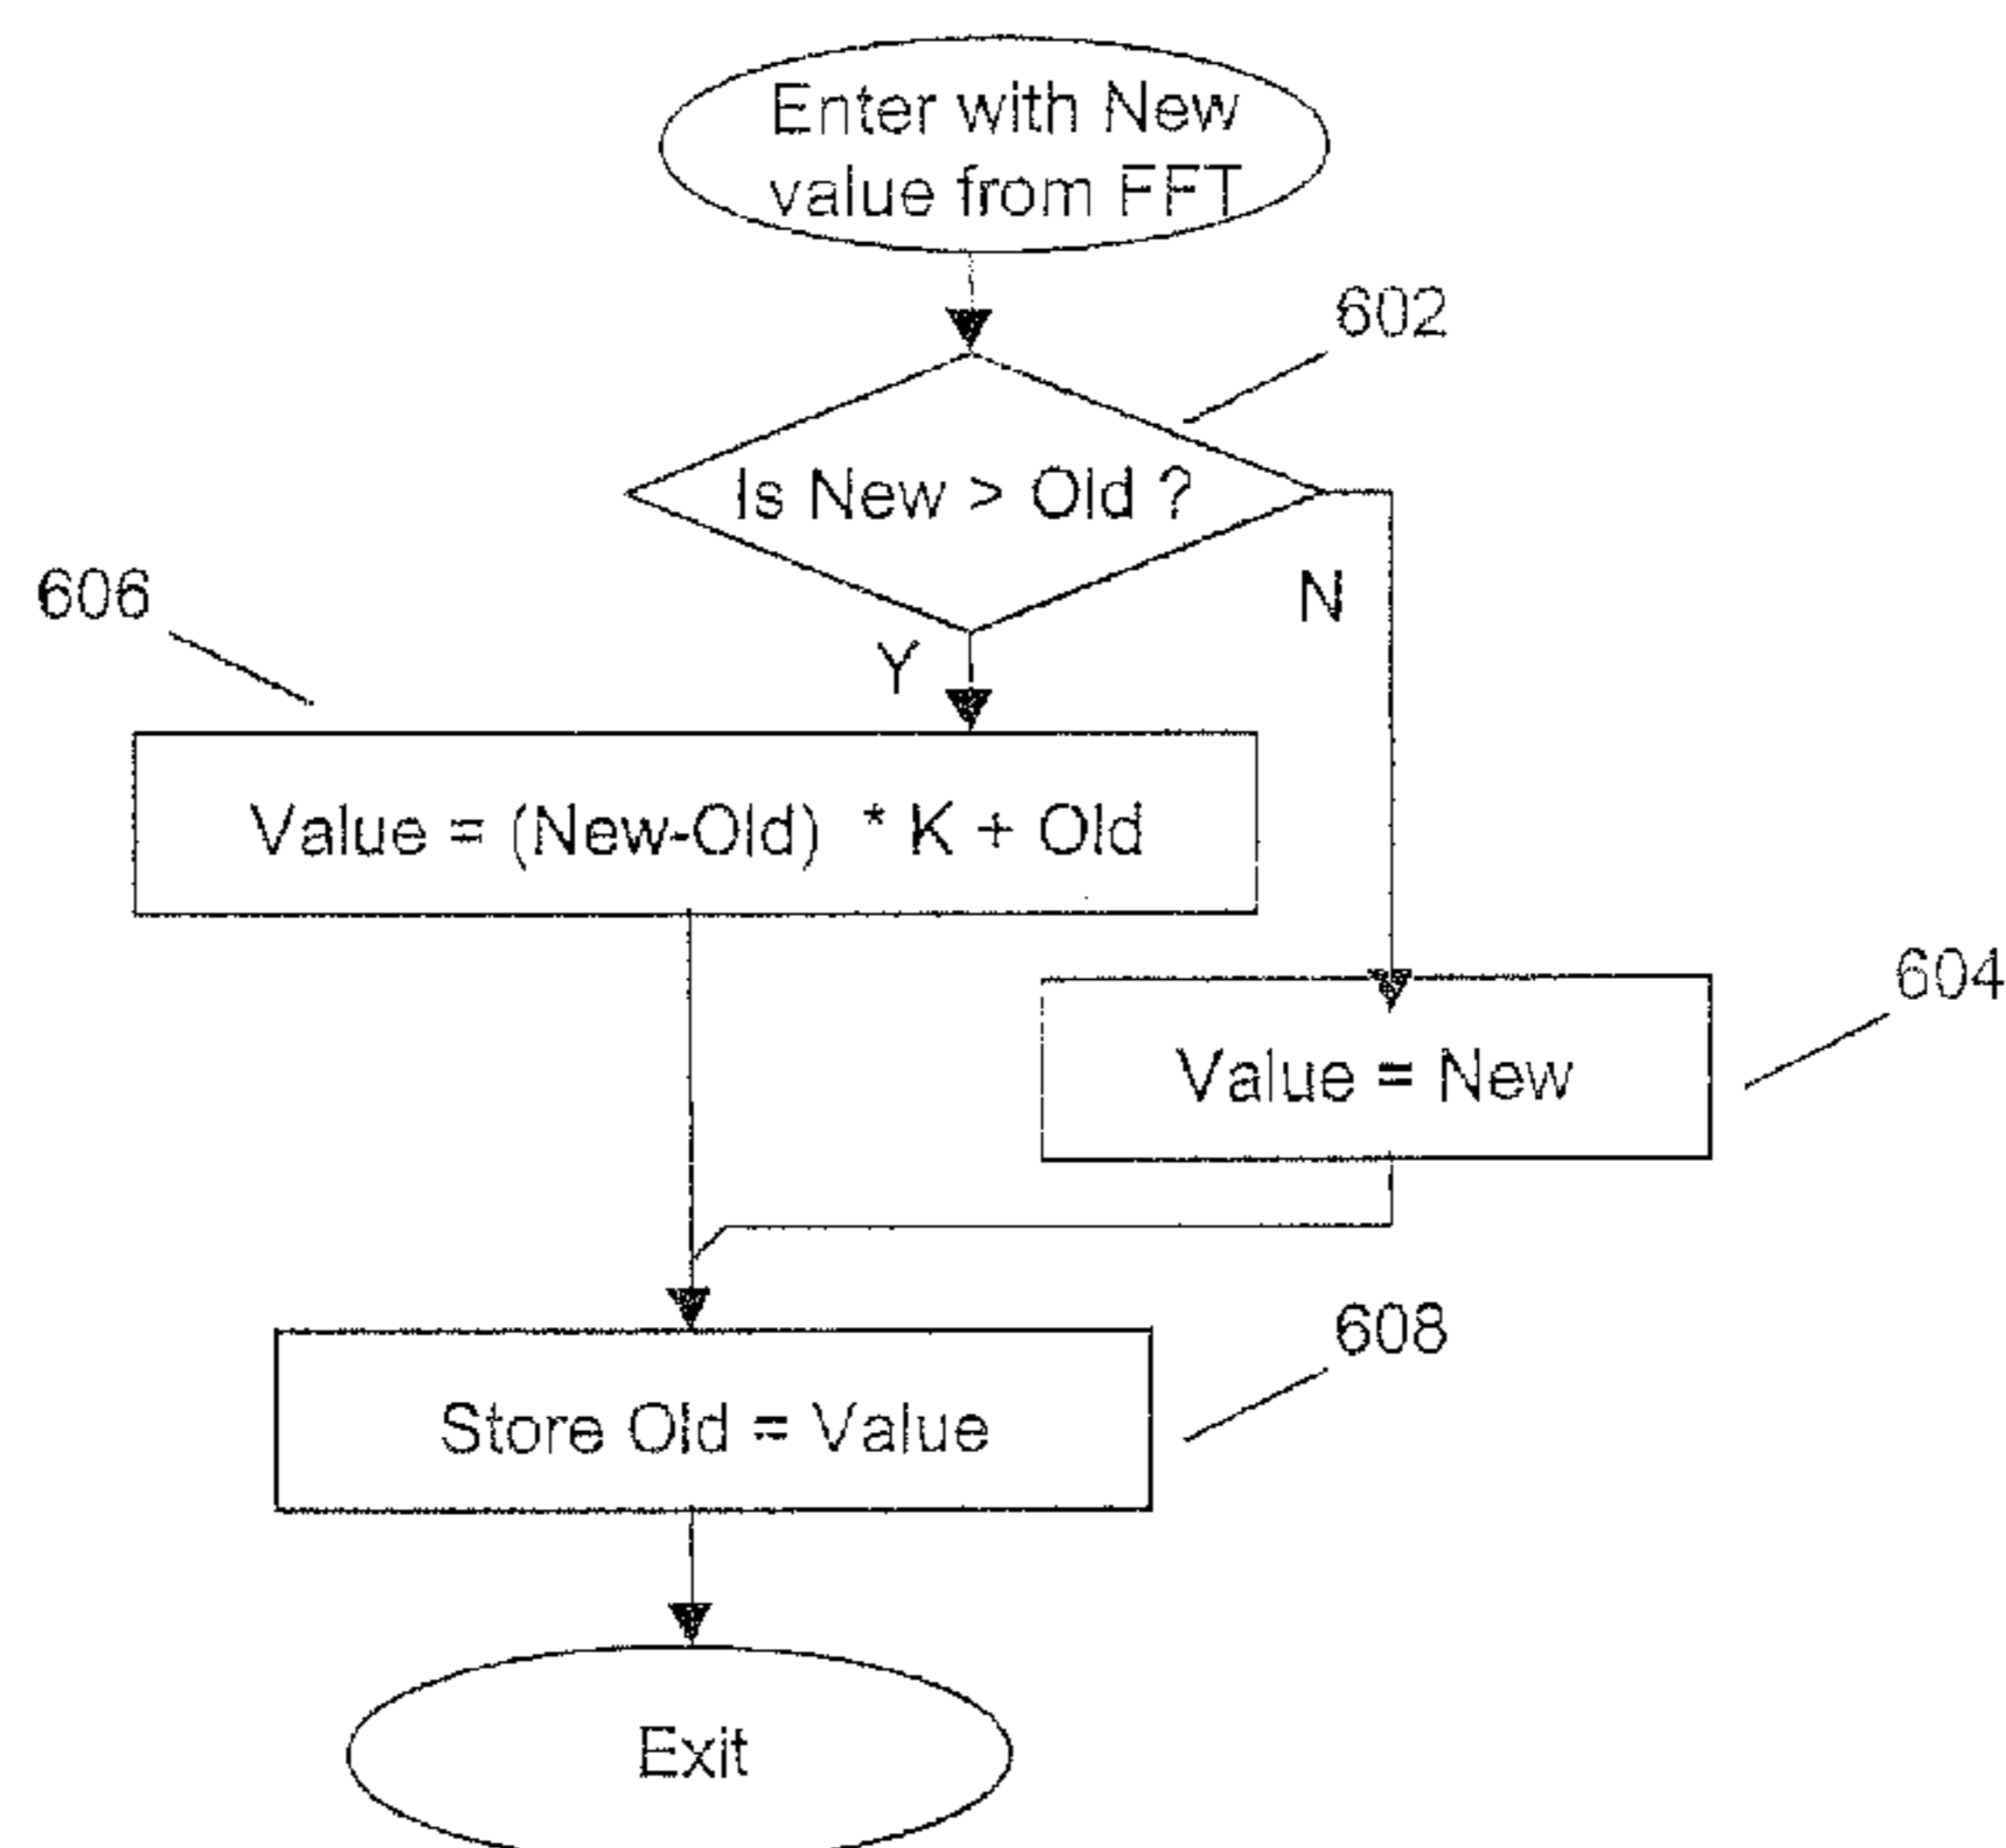 Enter with New
value from FFT
602
Is New > Old ?
N
606
Y
Value = (New-Old) * K + Old
604
Value = New
608
Store Old = Value
Exit